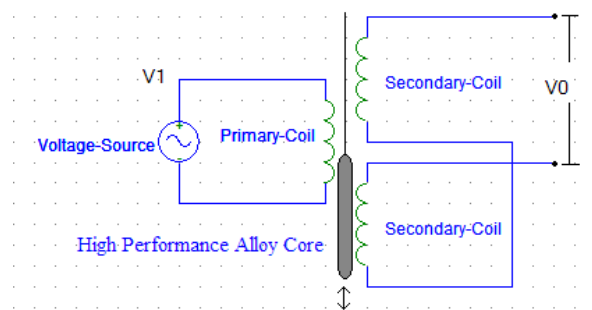 V1
Secondary-Coil
V0
Primary-Coil
Voltage-Source
Secondary-Coil
High Performance Alloy Core